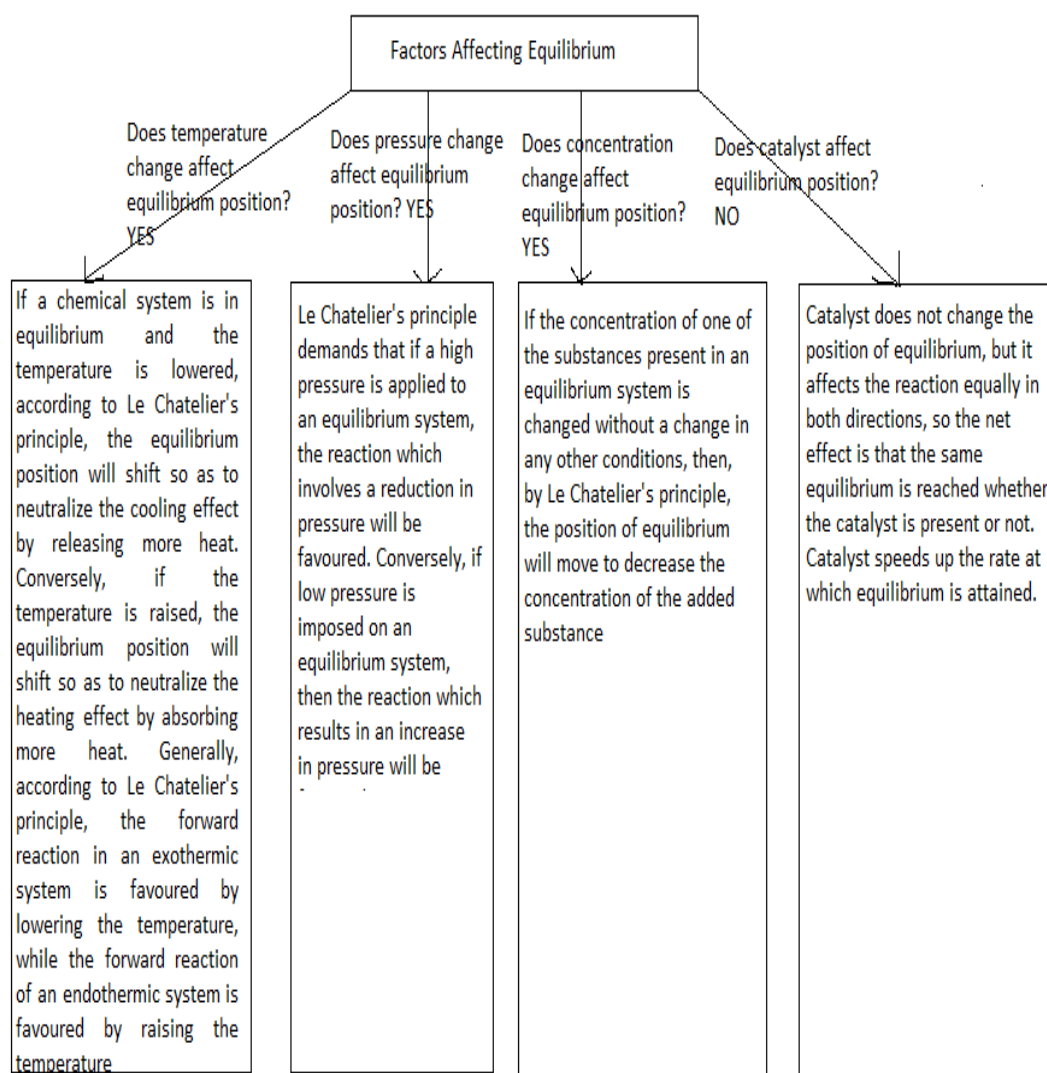 Factors Affecting Equilibrium
Does temperature
change affect
equilibrium position?
YES
Does pressure change
affect equilibrium
position? YES
Does concentration
change affect
equilibrium position?
YES
Does catalyst affect
equilibrium position?
NO
If a chemical system is in
equilibrium and the
temperature is lowered,
according to Le Chatelier's
principle, the equilibrium
position will shift so as to
neutralize the cooling effect
by releasing more heat.
Conversely, if the
temperature is raised, the
equilibrium position will
shift so as to neutralize the
heating effect by absorbing
more heat. Generally,
according to Le Chatelier's
principle, the forward
reaction in an exothermic
system is favoured by
lowering the temperature,
while the forward reaction
of an endothermic system is
favoured by raising the
temperature
Le Chatelier's principle
demands that if a high
pressure is applied to
an equilibrium system,
the reaction which
involves a reduction in
pressure will be
favoured. Conversely, if
low pressure is
imposed on an
equilibrium system,
then the reaction which
results in an increase
in pressure will be
If the concentration of one of
the substances present in an
equilibrium system is
changed without a change in
any other conditions, then,
by Le Chatelier's principle,
the position of equilibrium
will move to decrease the
concentration of the added
substance
Catalyst does not change the
position of equilibrium, but it
affects the reaction equally in
both directions, so the net
effect is that the same
equilibrium is reached whether
the catalyst is present or not.
Catalyst speeds up the rate at
which equilibrium is attained.